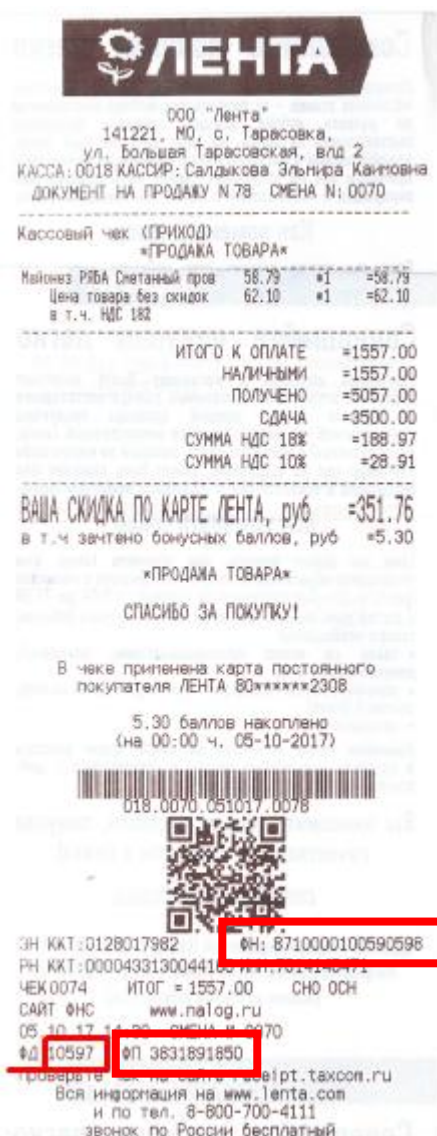 ЛЕНТА
ООО "Лента"
141221, МО, с. Тарасовка,
ул. Большая Тарасовская, влд 2
КАССА:0018 КАССИР: Салдыкова Эльмира Каимовна
ДОКУМЕНТ НА ПРОДАЖУ N 78 СМЕНА N: 0070
Кассовый чек (ПРИХОД)
*ПРОДАЖА ТОВАРА*
Майонез РЯБА Сметанный пров 58.79 *1 =58.79
Цена товара без скидок 62.10 *1 =62.10
в т.ч. НДС 18%
ИТОГО К ОПЛАТЕ =1557.00
НАЛИЧНЫМИ =1557.00
ПОЛУЧЕНО =5057.00
СДАЧА =3500.00
СУММА НДС 18% =188.97
СУММА НДС 10% =28.91
ВАША СКИДКА ПО КАРТЕ ЛЕНТА, руб =351.76
в т.ч зачтено бонусных баллов, руб =5.30
*ПРОДАЖА ТОВАРА*
СПАСИБО ЗА ПОКУПКУ!
В чеке применена карта постоянного
покупателя ЛЕНТА 80******2308
5.30 баллов накоплено
(на 00:00 ч. 05-10-2017)
018.0070.051017.0078
ЗН ККТ:0128017982 ФН: 8710000100590598
РН ККТ:
ЧЕК 0074 ИТОГ = 1557.00 СНО ОСН
САЙТ ФНС www.nalog.ru
05.10.17
ФД 10597 ФП 3831891850
Проверьте чек на сайте receipt.taxcom.ru
Вся информация на www.lenta.com
и по тел. 8-800-700-4111
звонок по России бесплатный